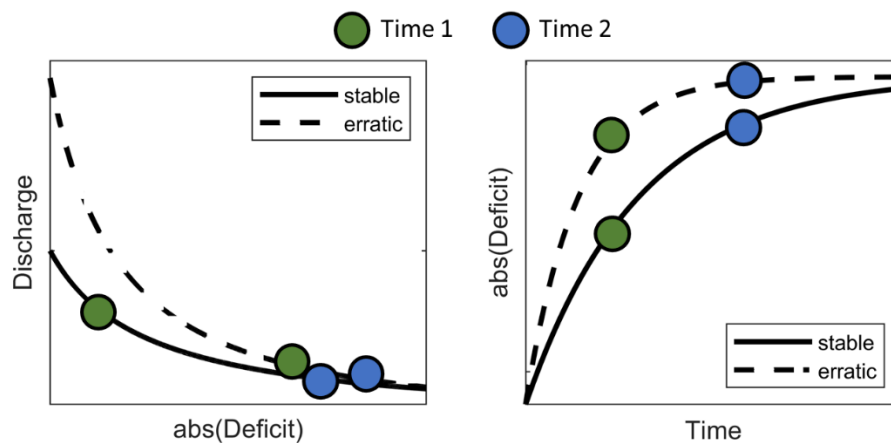 Time 1
Time 2
stable
erratic
Discharge
abs(Deficit)
abs(Deficit)
stable
erratic
Time